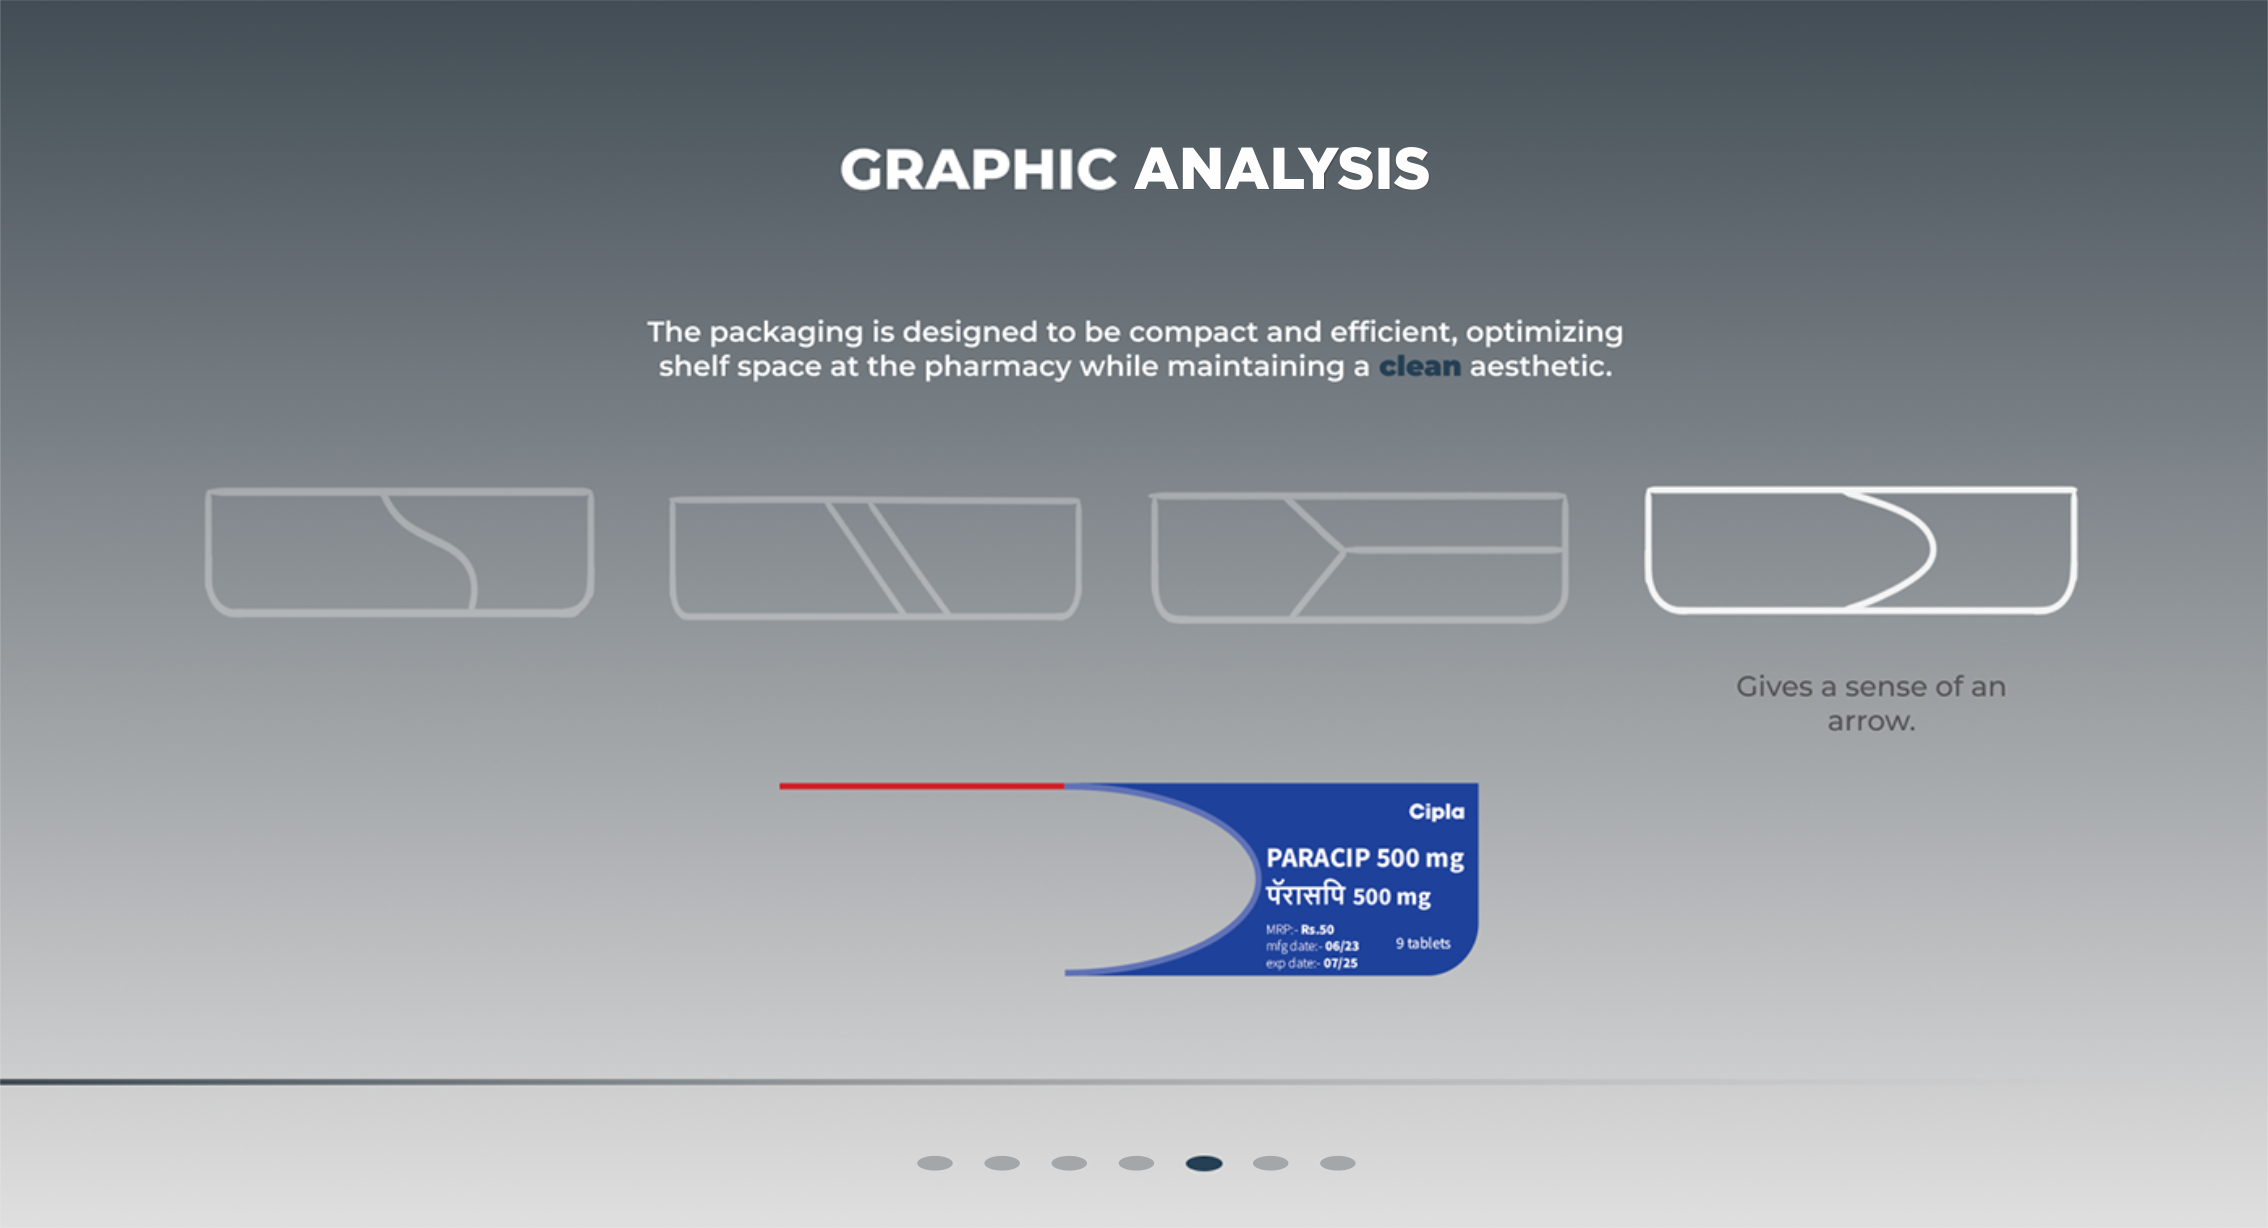 GRAPHIC ANALYSIS
The packaging is designed to be compact and efficient, optimizing
shelf space at the pharmacy while maintaining a clean aesthetic.
Gives a sense of an
arrow.
Cipla
PARACIP 500 mg
पॅरासपि 500 mg
MRP:- Rs.50
mfg date:- 06/23
9 tablets
exp date:- 07/25